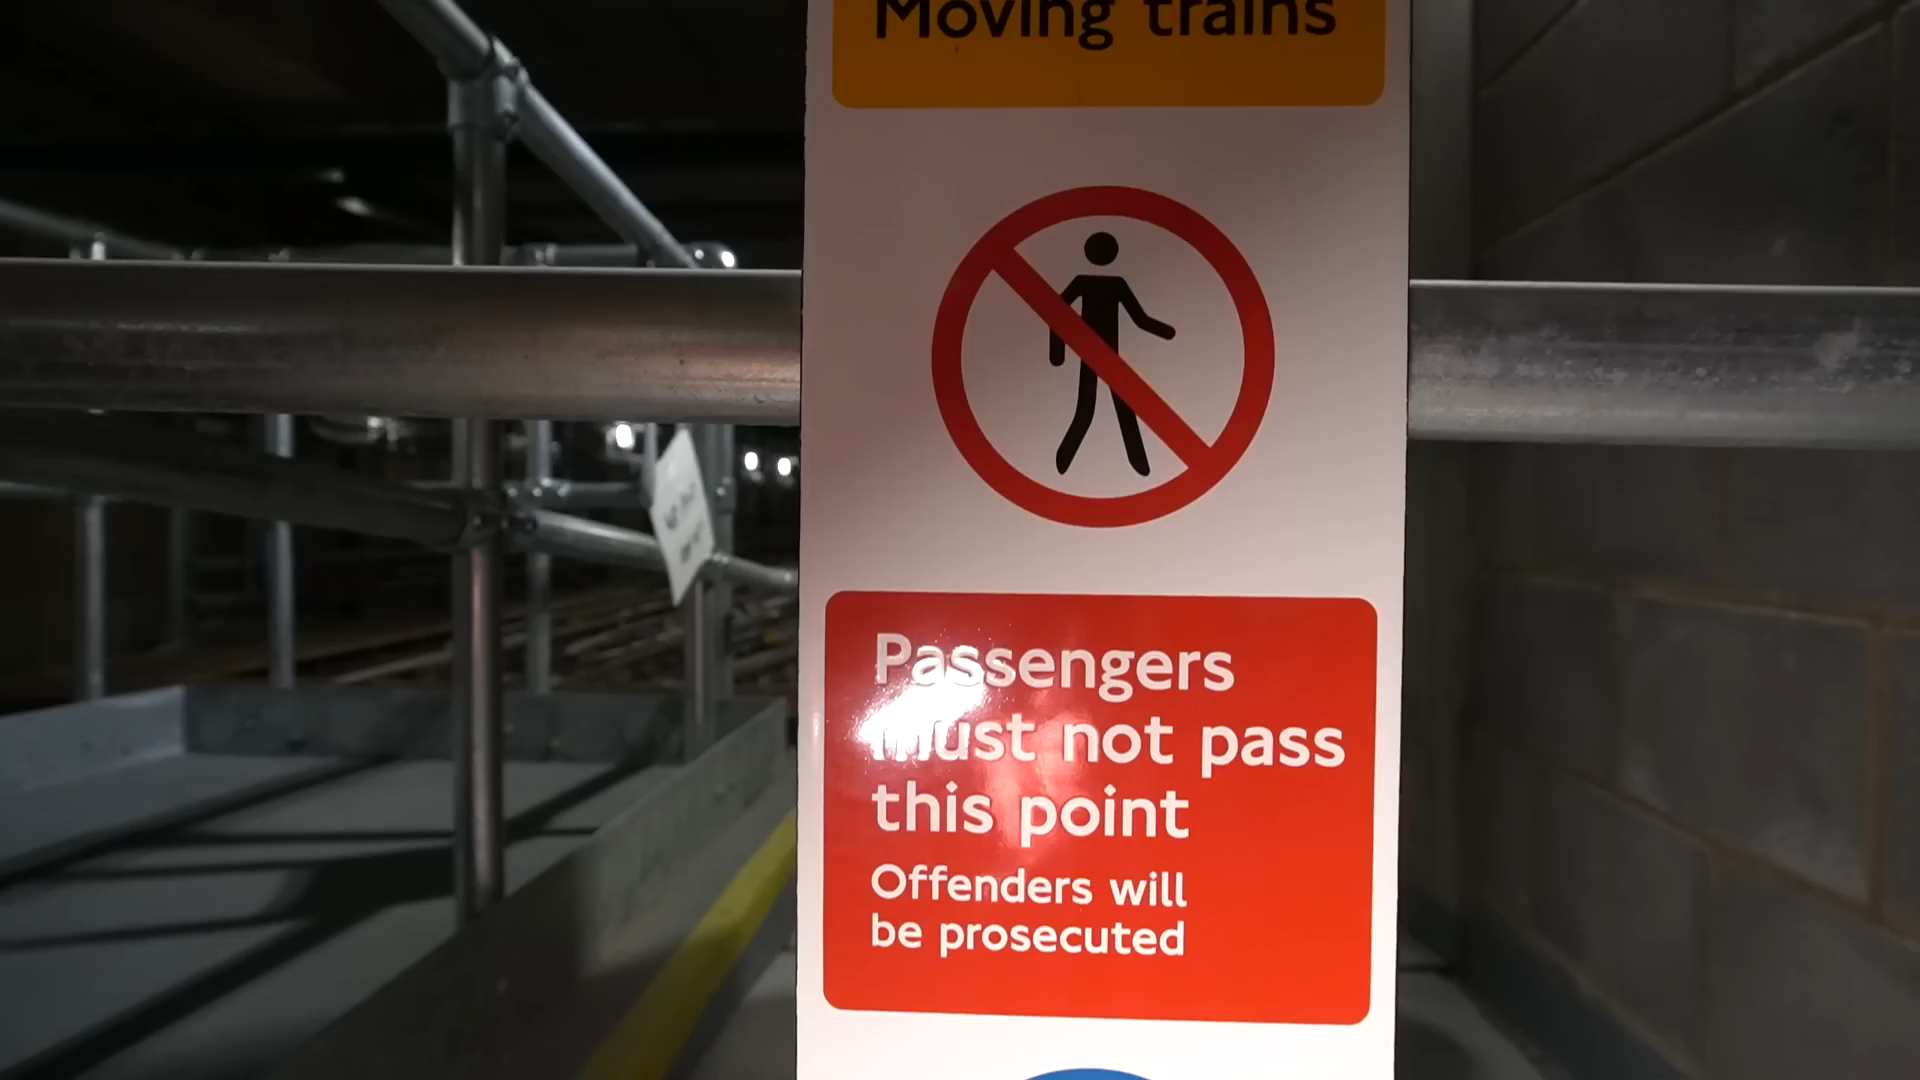 Moving trains
Passengers
must not pass
this point
Offenders will
be prosecuted